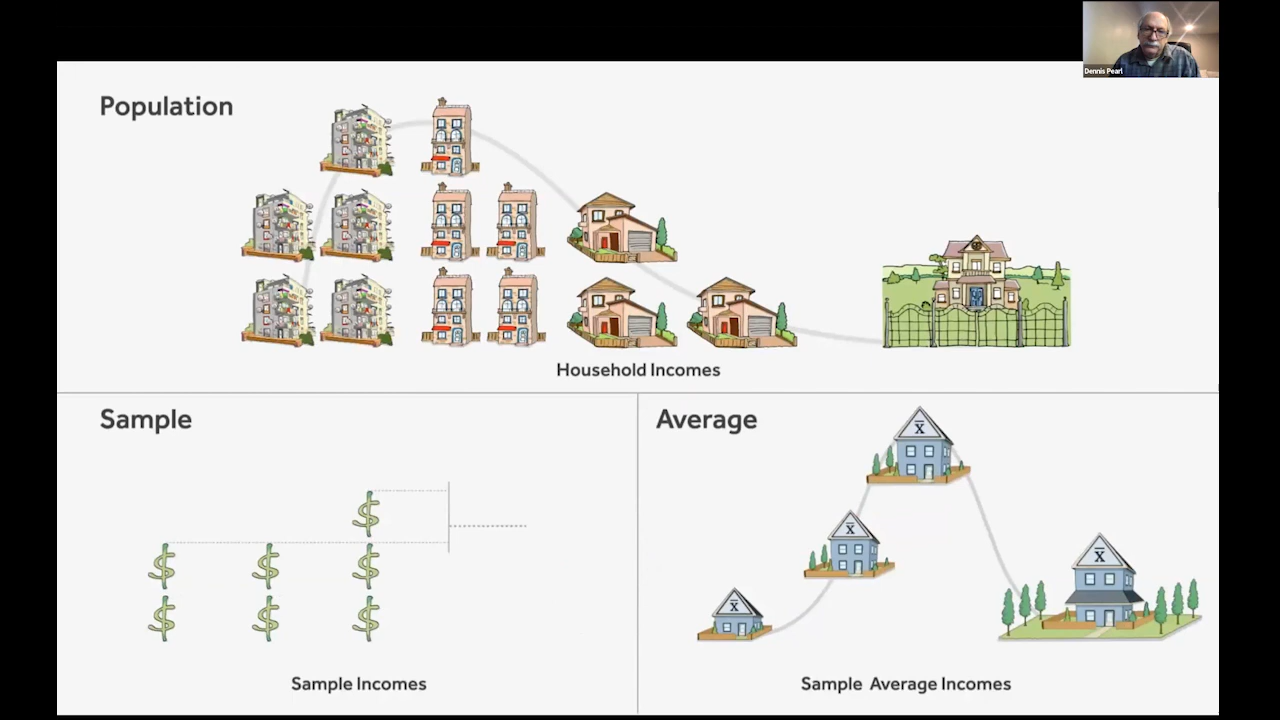 Dennis Pearl
Population
Household Incomes
Sample
Average
x̄
x̄
x̄
x̄
$
$ $ $
$ $ $
Sample Incomes
Sample Average Incomes